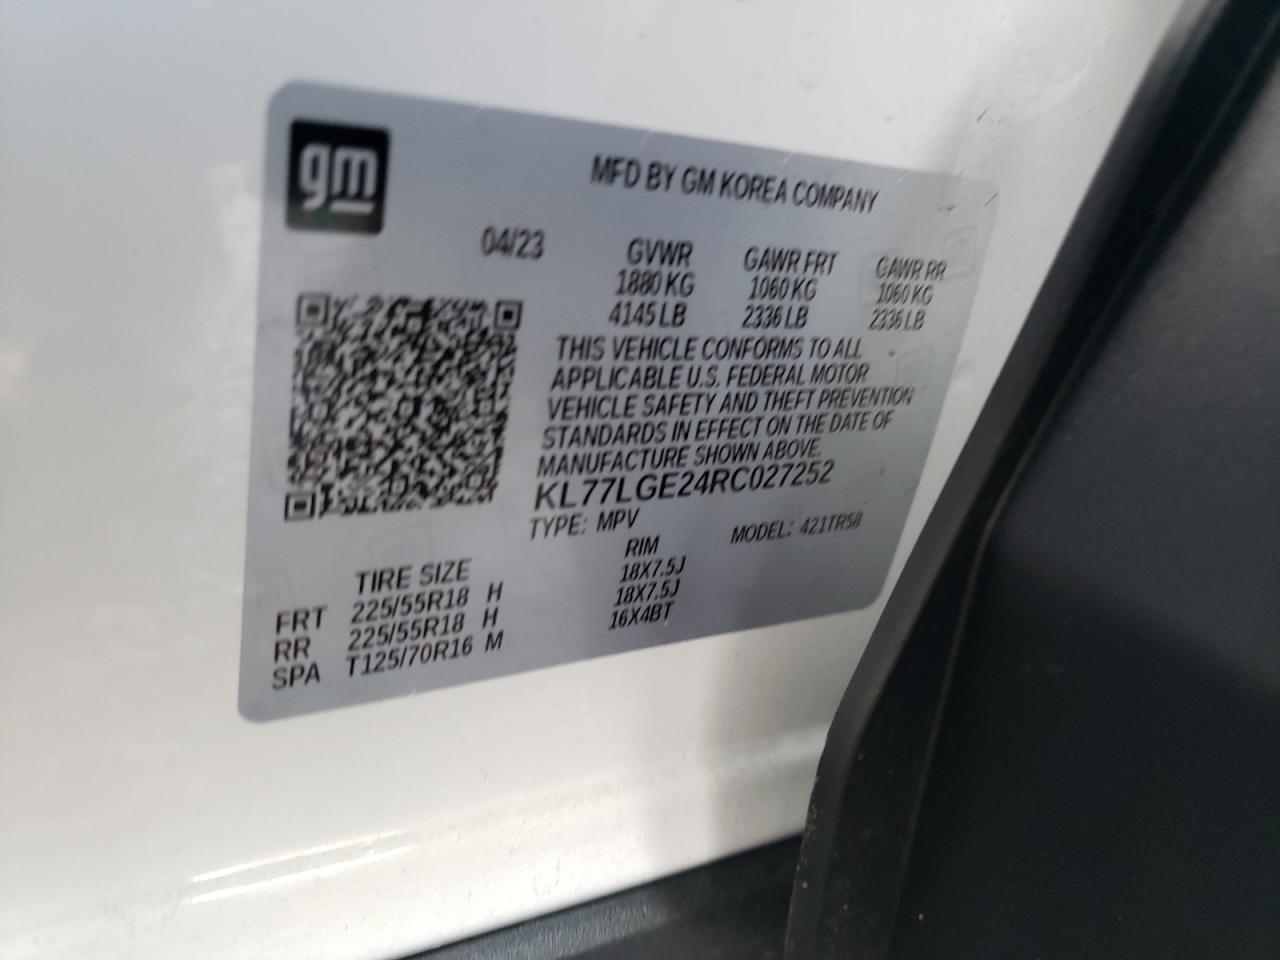 gm
MFD BY GM KOREA COMPANY
04/23 GVWR GAWR FRT GAWR RR
1880 KG 1060 KG 1060 KG
4145 LB 2336 LB 2336 LB
THIS VEHICLE CONFORMS TO ALL
APPLICABLE U.S. FEDERAL MOTOR
VEHICLE SAFETY AND THEFT PREVENTION
STANDARDS IN EFFECT ON THE DATE OF
MANUFACTURE SHOWN ABOVE.
KL77LGE24RC027252
TYPE: MPV MODEL: 421TR58
TIRE SIZE RIM
FRT 225/55R18 H 18X7.5J
RR 225/55R18 H 18X7.5J
SPA T125/70R16 M 16X4BT